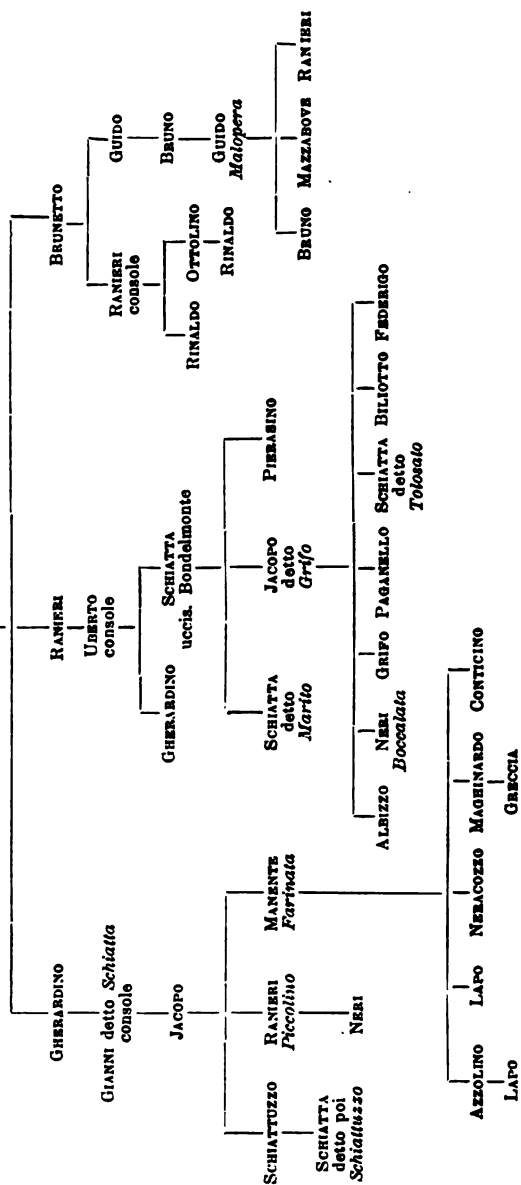 GHERARDINO
GIANNI detto Schiatta
console
JACOPO
SCHIATTUZZO
RANIERI
Piccolino
MANENTE
Farinata
SCHIATTA
detto poi
Schiattuzzo
NERI
AZZOLINO
LAPO
NERACOZZO
MAGHINARDO
CONTICINO
LAPO
GRECCIA
RANIERI
UBERTO
console
GHERARDINO
SCHIATTA
uccis. Bondelmonte
SCHIATTA
detto
Marito
JACOPO
detto
Grifo
PIERASINO
ALBIZZO
NERI
Boccalata
GRIFO
PAGANELLO
SCHIATTA
detto
Tolosato
BILIOTTO
FEDERIGO
BRUNETTO
RANIERI
console
GUIDO
RINALDO
OTTOLINO
RINALDO
BRUNO
GUIDO
Malopera
BRUNO
MAZZABOVE
RANIERI